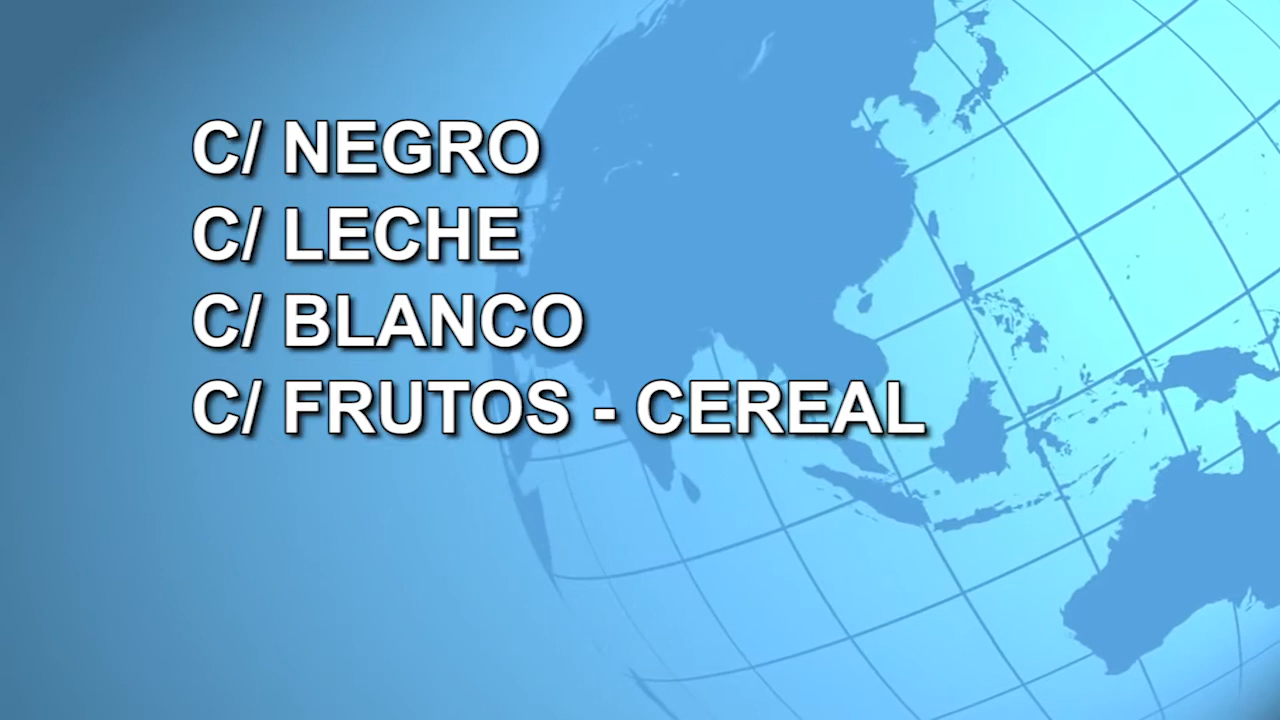 C/ NEGRO
C/ LECHE
C/ BLANCO
C/ FRUTOS - CEREAL